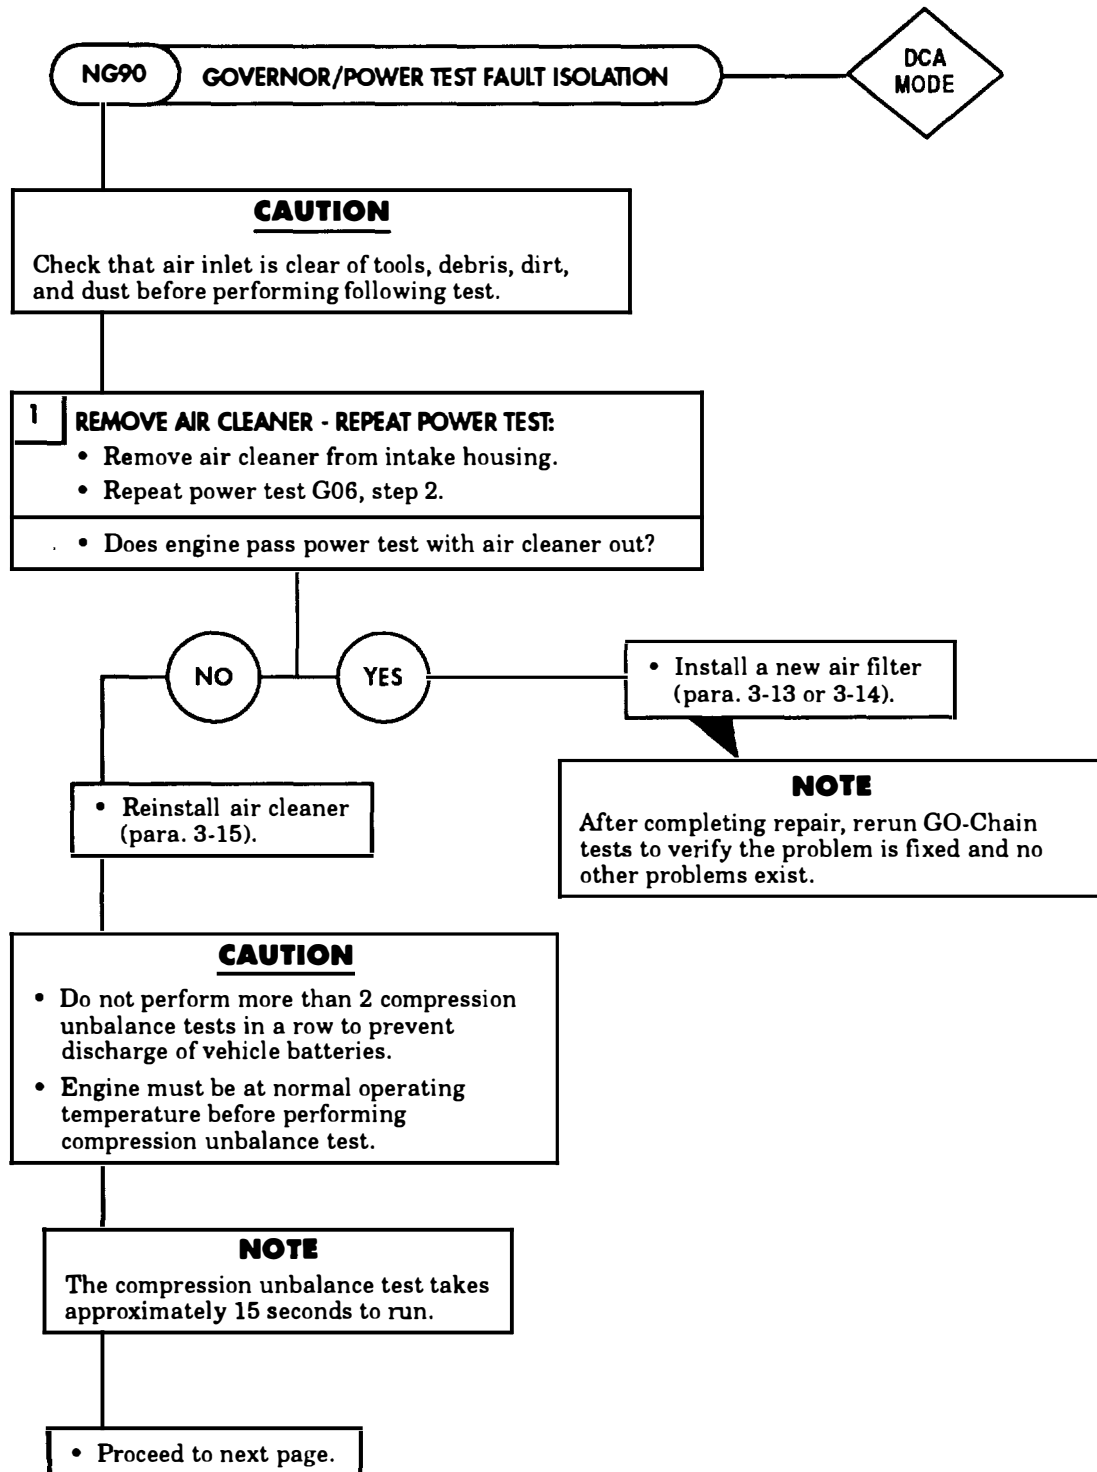 NG90 GOVERNOR/POWER TEST FAULT ISOLATION
DCA
MODE
CAUTION
Check that air inlet is clear of tools, debris, dirt,
and dust before performing following test.
1 REMOVE AIR CLEANER - REPEAT POWER TEST:
• Remove air cleaner from intake housing.
• Repeat power test G06, step 2.
• Does engine pass power test with air cleaner out?
NO
YES
• Install a new air filter
(para. 3-13 or 3-14).
NOTE
After completing repair, rerun GO-Chain
tests to verify the problem is fixed and no
other problems exist.
• Reinstall air cleaner
(para. 3-15).
CAUTION
• Do not perform more than 2 compression
unbalance tests in a row to prevent
discharge of vehicle batteries.
• Engine must be at normal operating
temperature before performing
compression unbalance test.
NOTE
The compression unbalance test takes
approximately 15 seconds to run.
• Proceed to next page.